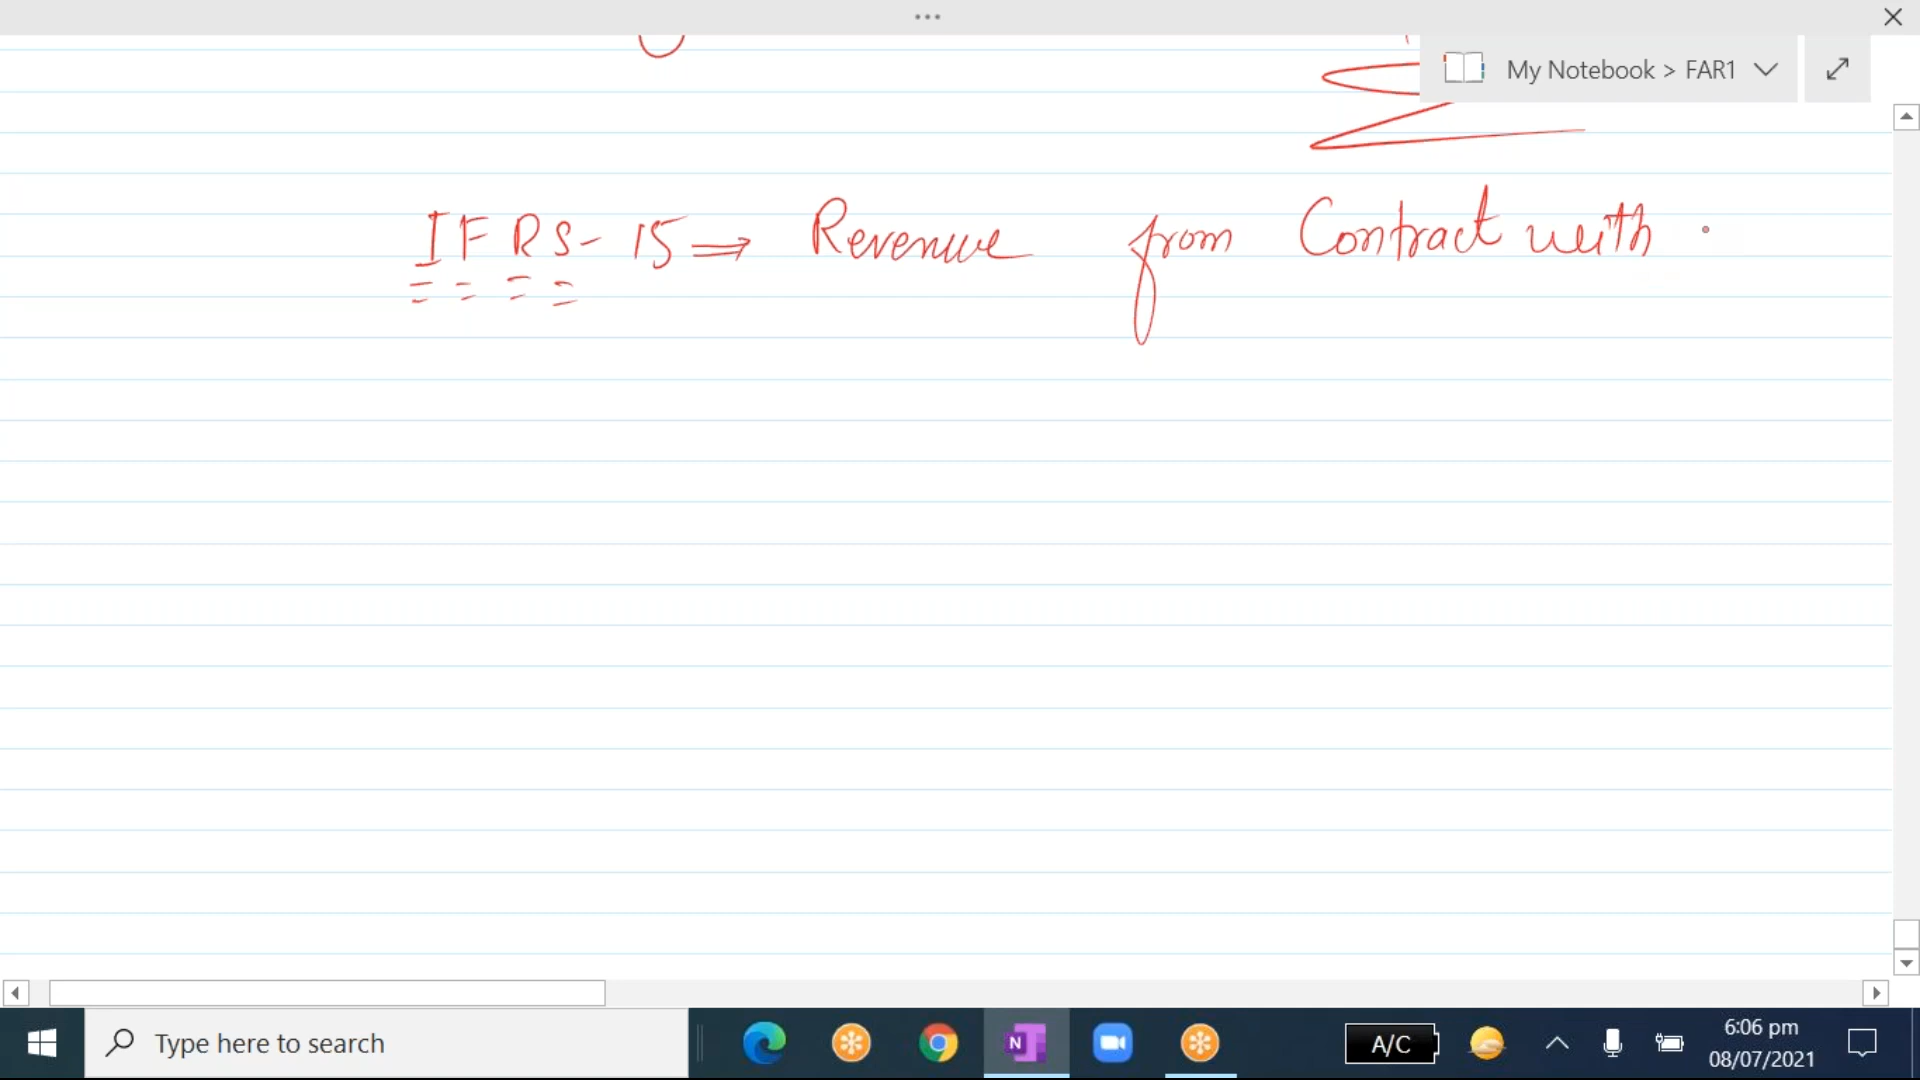 My Notebook > FAR1
IFRS- 15 ⇒ Revenue from Contract with
Type here to search
N
A/C
6:06 pm
08/07/2021